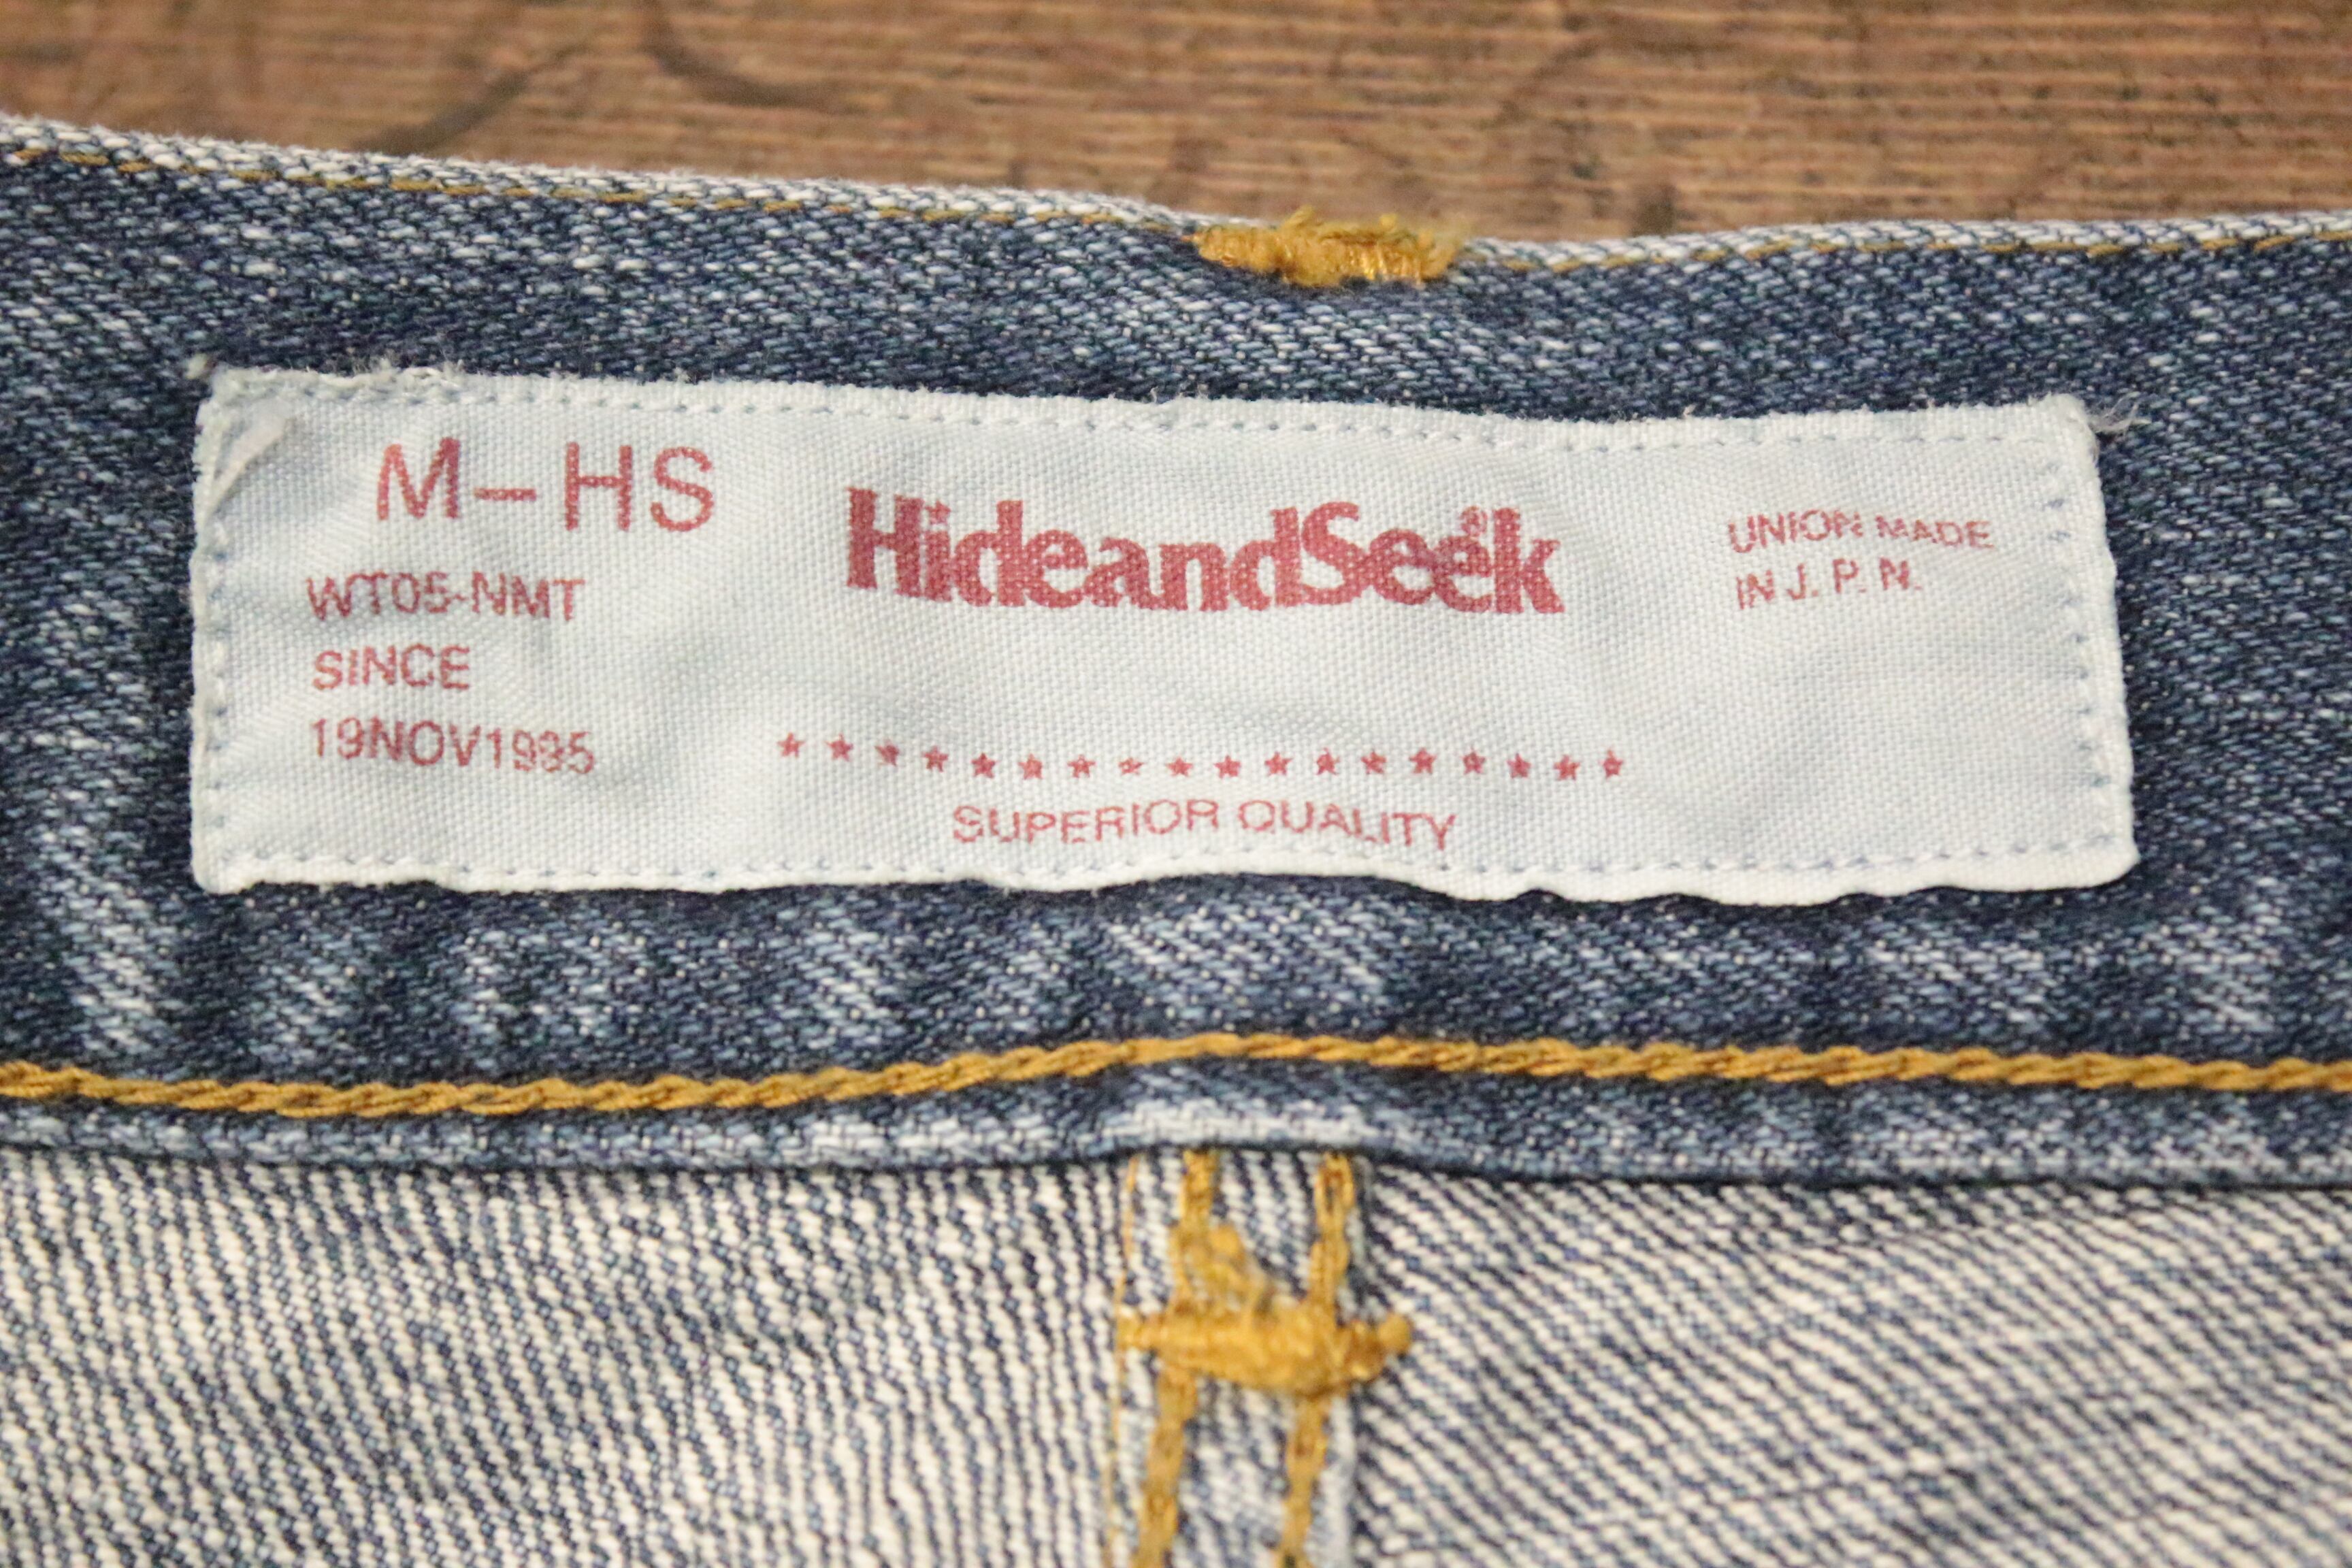 M-HS
WT05-NMT
SINCE
19NOV1995
HideandSeek®
UNION MADE
IN J. P. N.
★★★★★★★★★★★★★★★★★★
SUPERIOR QUALITY